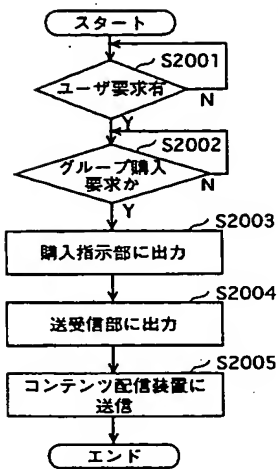 スタート
S2001
ユーザ要求有
N
Y
S2002
グループ購入
要求か
N
Y
S2003
購入指示部に出力
S2004
送受信部に出力
S2005
コンテンツ配信装置に
送信
エンド